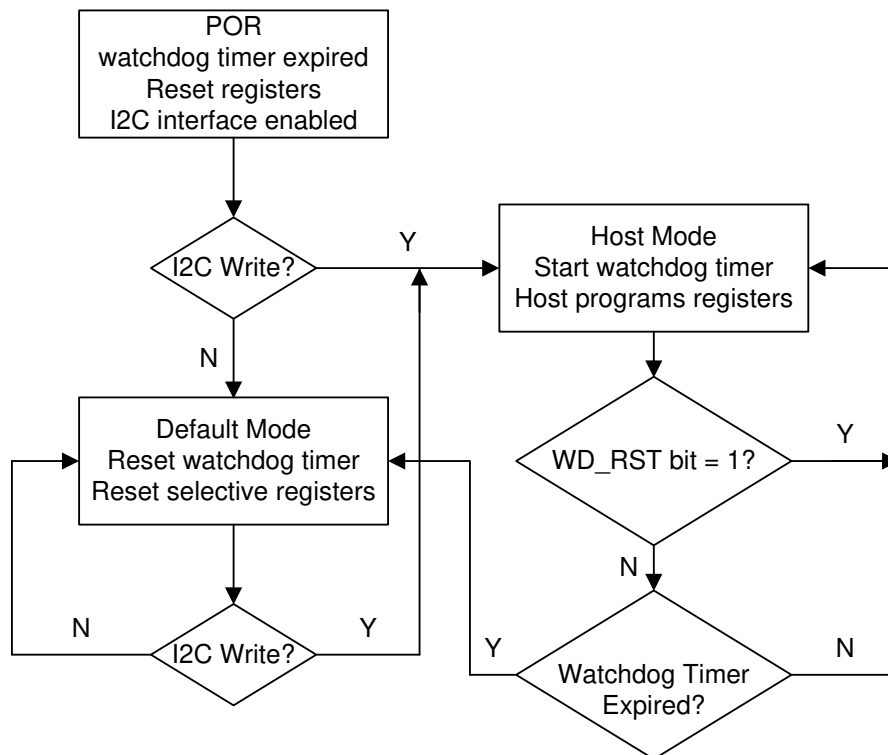 POR
watchdog timer expired
Reset registers
I2C interface enabled
I2C Write?
Y
N
Host Mode
Start watchdog timer
Host programs registers
Default Mode
Reset watchdog timer
Reset selective registers
WD_RST bit = 1?
Y
N
I2C Write?
N
Y
Watchdog Timer
Expired?
Y
N